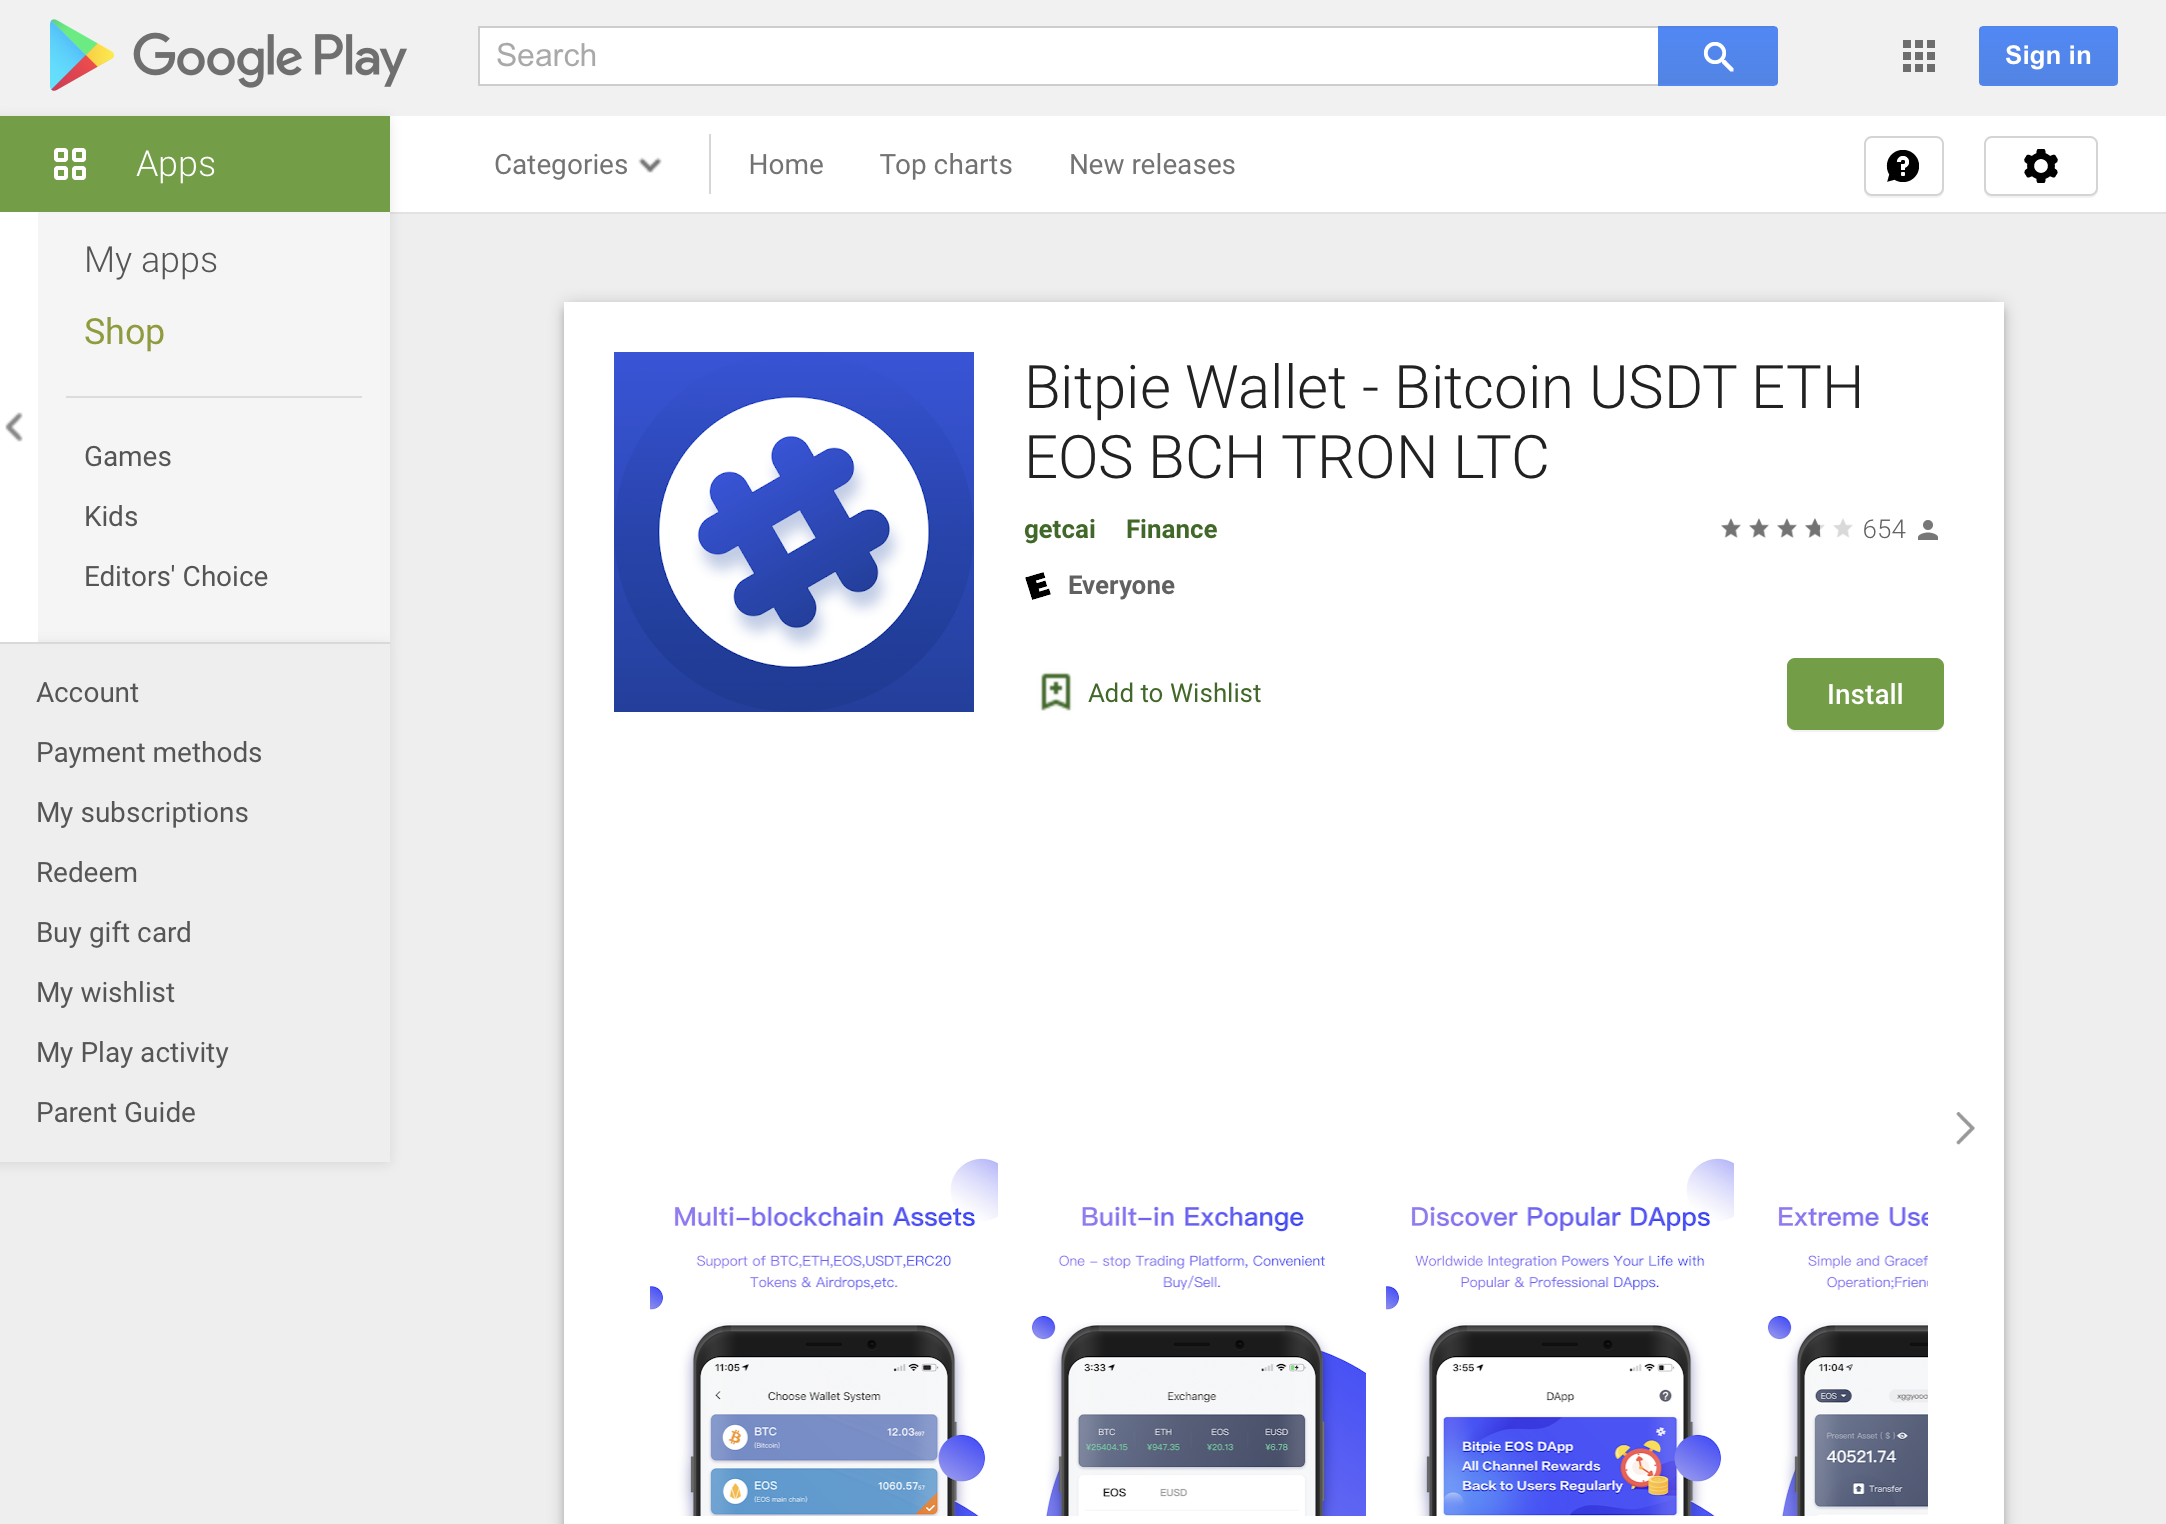 Google Play
Search
Sign in
Apps
Categories
Home
Top charts
New releases
My apps
Shop
Games
Kids
Editors' Choice
Account
Payment methods
My subscriptions
Redeem
Buy gift card
My wishlist
My Play activity
Parent Guide
Bitpie Wallet - Bitcoin USDT ETH
EOS BCH TRON LTC
getcai Finance
654
E Everyone
Add to Wishlist
Install
Multi-blockchain Assets
Support of BTC,ETH,EOS,USDT,ERC20
Tokens & Airdrops,etc.
11:05
Choose Wallet System
BTC
(Bitcoin)
12.03
EOS
(EOS main chain)
1060.57
Built-in Exchange
One - stop Trading Platform, Convenient
Buy/Sell.
3:33
Exchange
BTC ETH EOS EUSD
¥25404.15 ¥947.35 ¥20.13 ¥6.78
EOS EUSD
Discover Popular DApps
Worldwide Integration Powers Your Life with
Popular & Professional DApps.
3:55
DApp
Bitpie EOS DApp
All Channel Rewards
Back to Users Regularly
Extreme Use
Simple and Gracef
Operation;Frien
11:04
EOS
Present Asset ( $ )
40521.74
Transfer